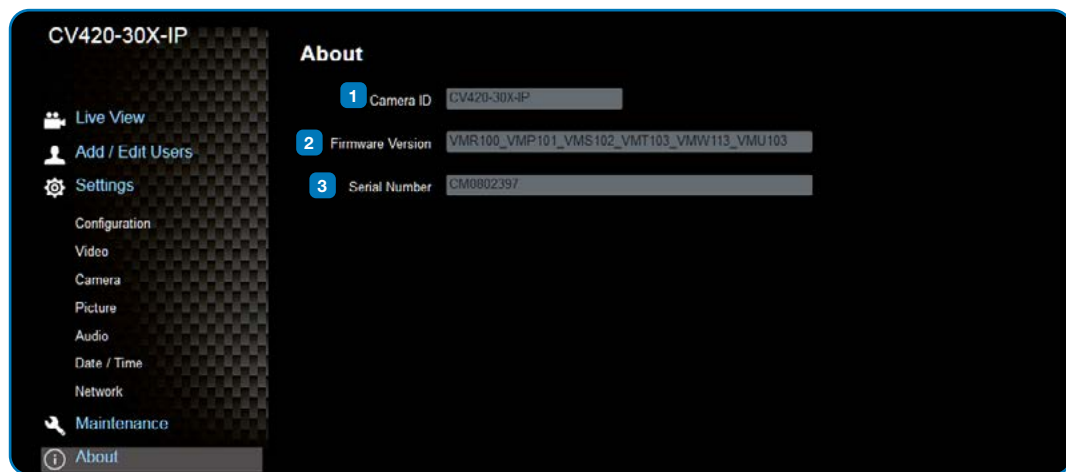 CV420-30X-IP
Live View
Add / Edit Users
Settings
Configuration
Video
Camera
Picture
Audio
Date / Time
Network
Maintenance
About
About
1 Camera ID CV420-30X-IP
2 Firmware Version VMR100_VMP101_VMS102_VMT103_VMW113_VMU103
3 Serial Number CM0802397